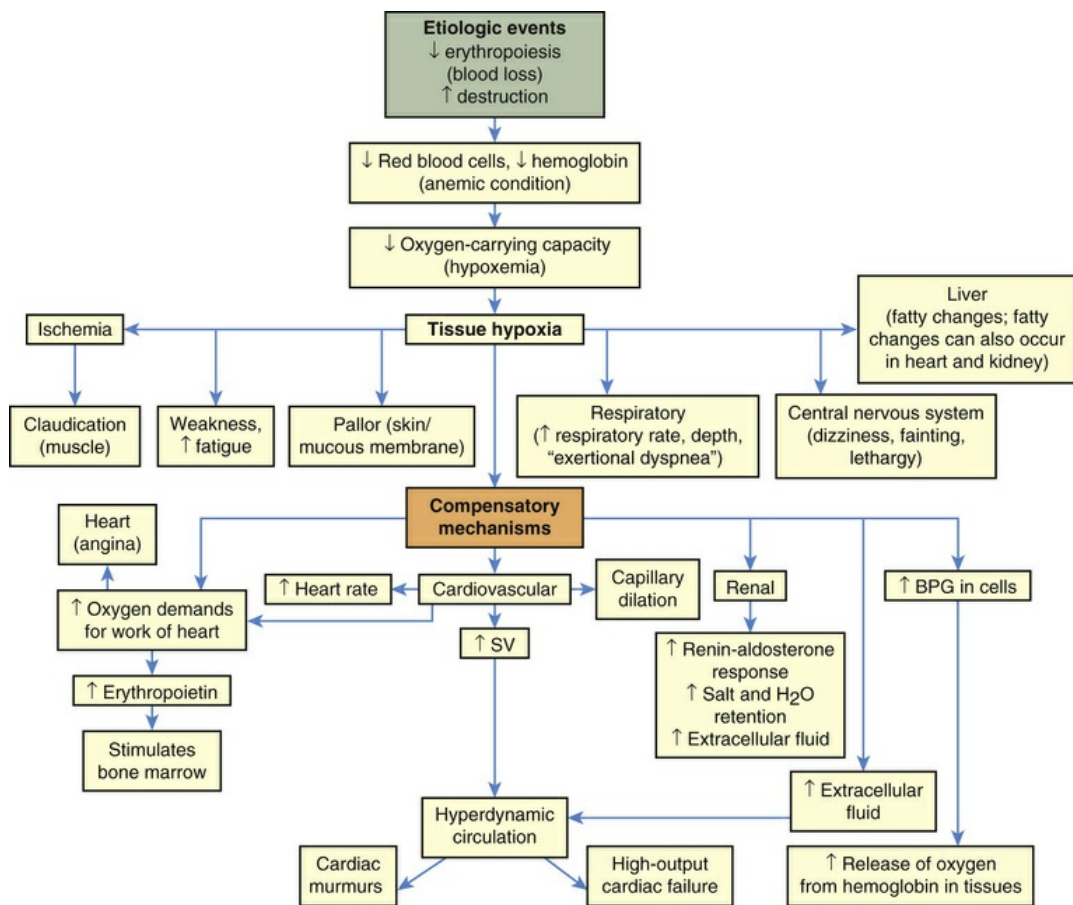 Etiologic events
↓ erythropoiesis
(blood loss)
↑ destruction
↓ Red blood cells, ↓ hemoglobin
(anemic condition)
↓ Oxygen-carrying capacity
(hypoxemia)
Liver
(fatty changes; fatty
changes can also occur
in heart and kidney)
Ischemia
Tissue hypoxia
Claudication
(muscle)
Weakness,
↑ fatigue
Pallor (skin/
mucous membrane)
Respiratory
(↑ respiratory rate, depth,
“exertional dyspnea”)
Central nervous system
(dizziness, fainting,
lethargy)
Compensatory
mechanisms
Heart
(angina)
↑ Heart rate
Cardiovascular
Capillary
dilation
Renal
↑ BPG in cells
↑ Oxygen demands
for work of heart
↑ SV
↑ Renin-aldosterone
response
↑ Salt and H₂O
retention
↑ Extracellular fluid
↑ Erythropoietin
Stimulates
bone marrow
Hyperdynamic
circulation
↑ Extracellular
fluid
Cardiac
murmurs
High-output
cardiac failure
↑ Release of oxygen
from hemoglobin in tissues